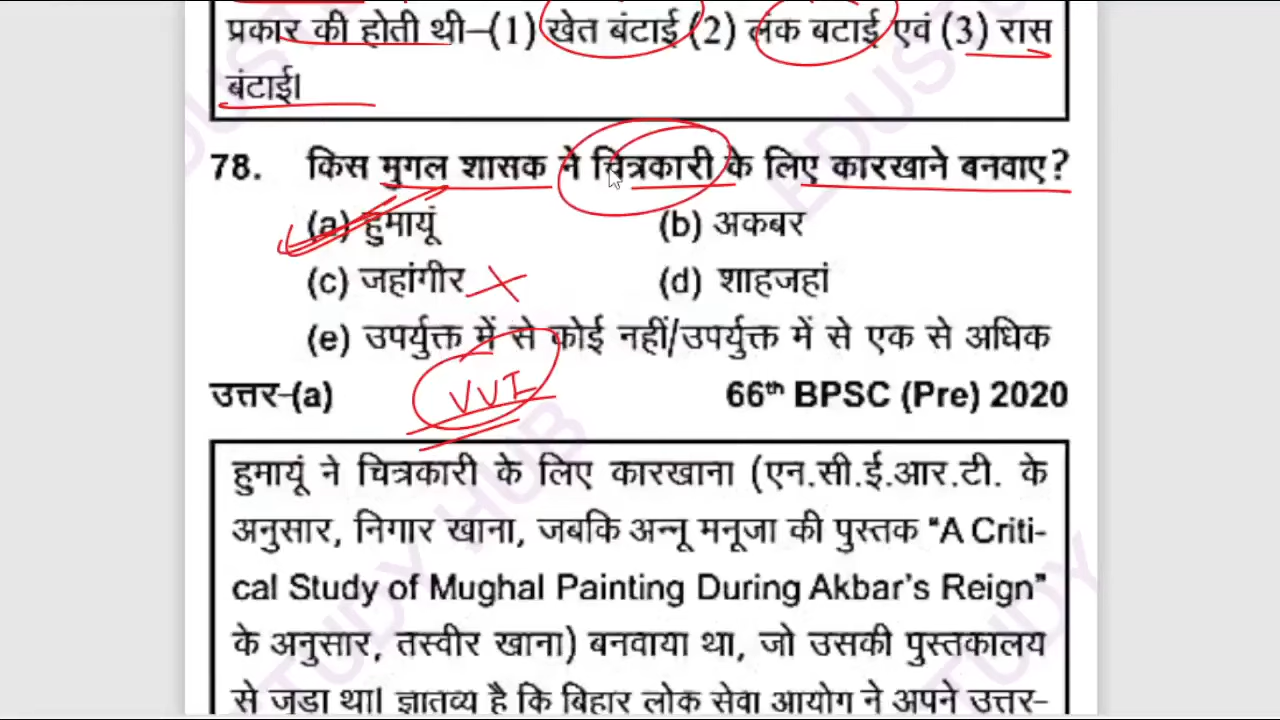 प्रकार की होती थी–(1) खेत बंटाई (2) लंक बटाई एवं (3) रास
बंटाई।
78. किस मुगल शासक ने चित्रकारी के लिए कारखाने बनवाए?
(a) हुमायूं (b) अकबर
(c) जहांगीर (d) शाहजहां
(e) उपर्युक्त में से कोई नहीं/उपर्युक्त में से एक से अधिक
उत्तर–(a) 66th BPSC (Pre) 2020
VVI
हुमायूं ने चित्रकारी के लिए कारखाना (एन.सी.ई.आर.टी. के
अनुसार, निगार खाना, जबकि अन्नू मनूजा की पुस्तक "A Criti-
cal Study of Mughal Painting During Akbar's Reign"
के अनुसार, तस्वीर खाना) बनवाया था, जो उसकी पुस्तकालय
से जुड़ा था। ज्ञातव्य है कि बिहार लोक सेवा आयोग ने अपने उत्तर–